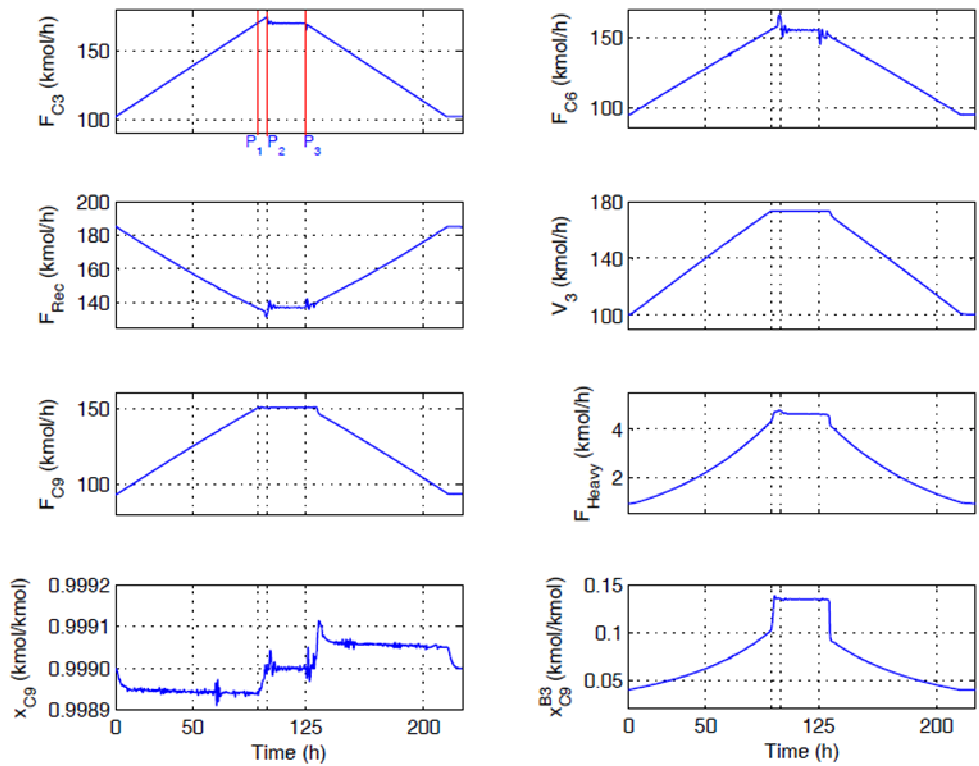 F_C3 (kmol/h)
150
100
P_1 P_2 P_3
F_C6 (kmol/h)
150
100
F_Rec (kmol/h)
200
180
160
140
V_3 (kmol/h)
180
140
100
F_C9 (kmol/h)
150
100
F_Heavy (kmol/h)
4
2
x_C9 (kmol/kmol)
0.9992
0.9991
0.9990
0.9989
0 50 125 200
Time (h)
x_C9^B3 (kmol/kmol)
0.15
0.1
0.05
0 50 125 200
Time (h)